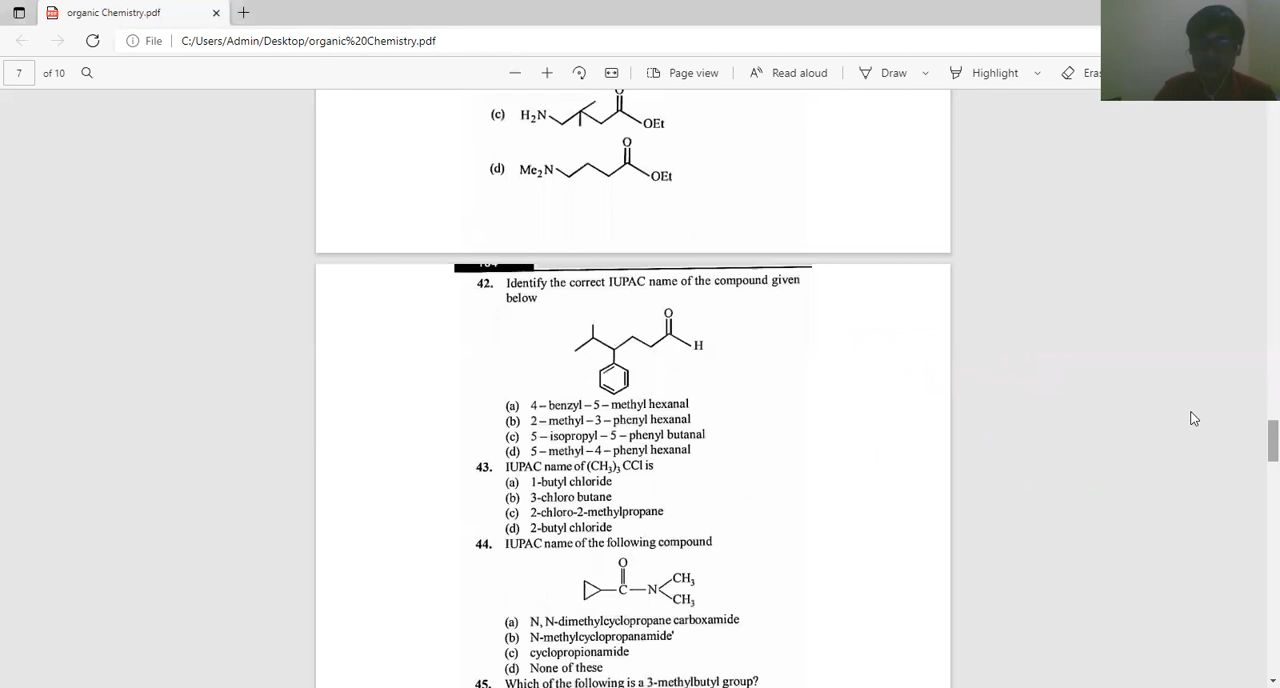 organic Chemistry.pdf
File C:/Users/Admin/Desktop/organic%20Chemistry.pdf
7 of 10 Page view Read aloud Draw Highlight
(c) H₂N OEt
O
(d) Me₂N OEt
42. Identify the correct IUPAC name of the compound given
below
O
H
(a) 4–benzyl–5–methyl hexanal
(b) 2–methyl–3–phenyl hexanal
(c) 5–isopropyl–5–phenyl butanal
(d) 5–methyl–4–phenyl hexanal
43. IUPAC name of (CH₃)₃ CCl is
(a) 1-butyl chloride
(b) 3-chloro butane
(c) 2-chloro-2-methylpropane
(d) 2-butyl chloride
44. IUPAC name of the following compound
O
CH₃
C—N
CH₃
(a) N, N-dimethylcyclopropane carboxamide
(b) N-methylcyclopropanamide'
(c) cyclopropionamide
(d) None of these
45. Which of the following is a 3-methylbutyl group?